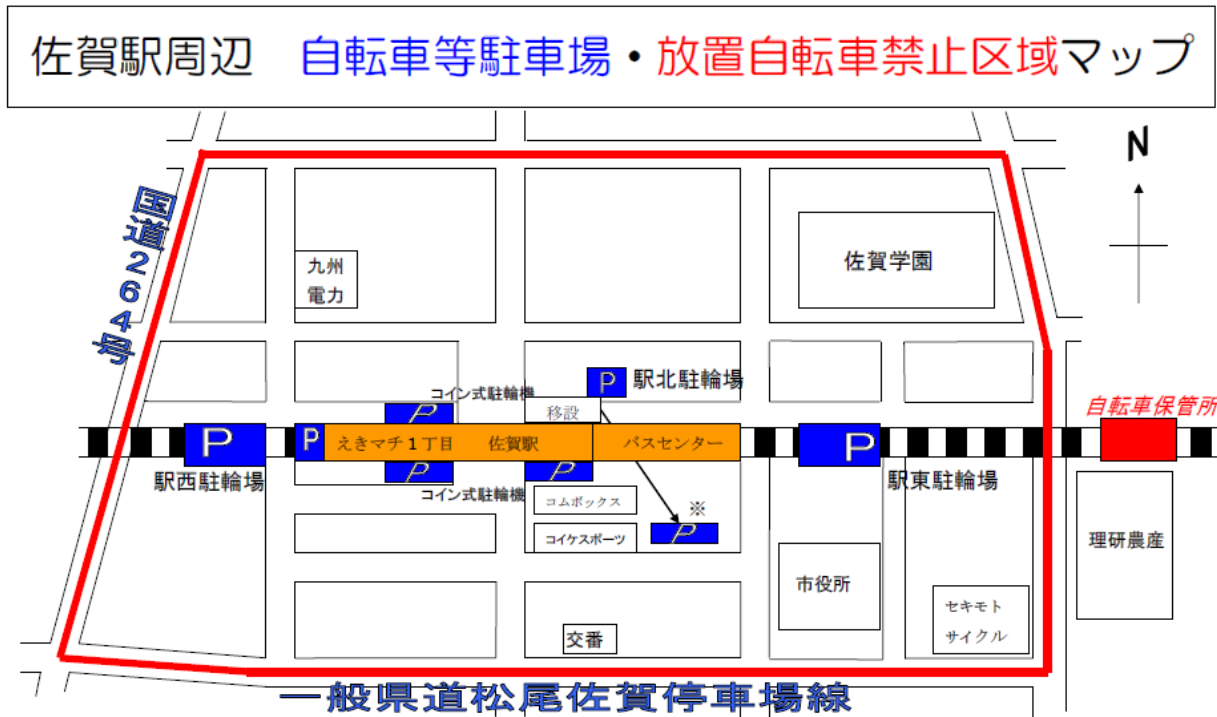 佐賀駅周辺 自転車等駐車場・放置自転車禁止区域マップ
N
国道264号
九州
電力
佐賀学園
コイン式駐輪機
P
駅北駐輪場
移設
自転車保管所
P
P
P
えきマチ1丁目 佐賀駅
バスセンター
P
駅西駐輪場
P
P
駅東駐輪場
コイン式駐輪機
コムボックス
※
コイケスポーツ
P
理研農産
市役所
セキモト
サイクル
交番
一般県道松尾佐賀停車場線